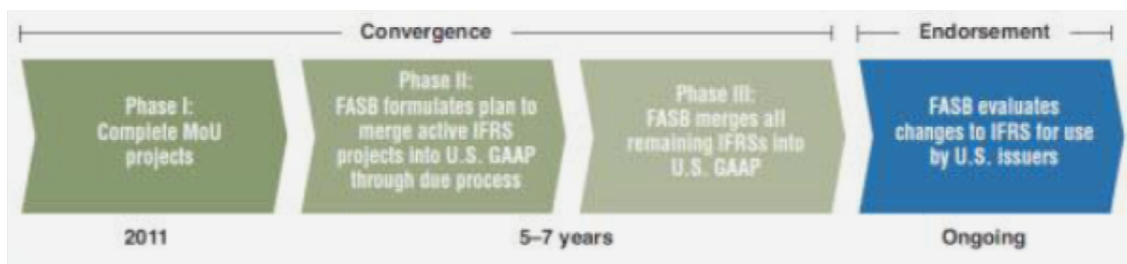 Convergence
Endorsement
Phase I:
Complete MoU
projects
Phase II:
FASB formulates plan to
merge active IFRS
projects into U.S. GAAP
through due process
Phase III:
FASB merges all
remaining IFRSs into
U.S. GAAP
FASB evaluates
changes to IFRS for use
by U.S. issuers
2011
5–7 years
Ongoing